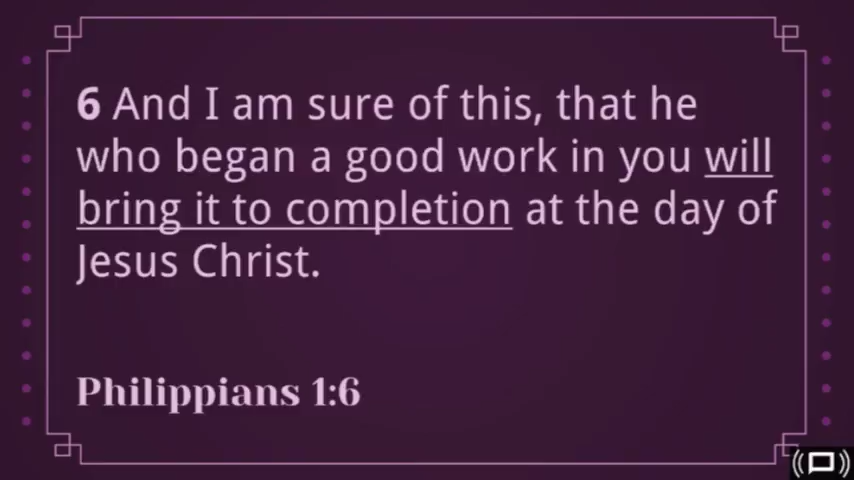 6 And I am sure of this, that he
who began a good work in you will
bring it to completion at the day of
Jesus Christ.
Philippians 1:6